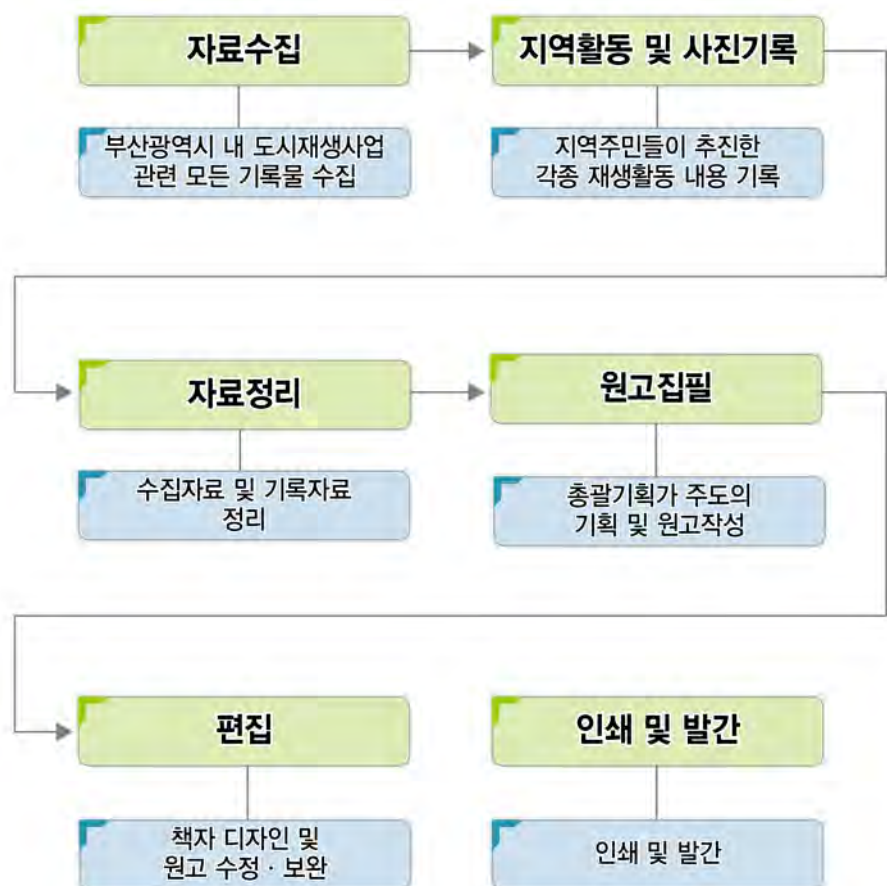 자료수집
부산광역시 내 도시재생사업
관련 모든 기록물 수집
지역활동 및 사진기록
지역주민들이 추진한
각종 재생활동 내용 기록
자료정리
수집자료 및 기록자료
정리
원고집필
총괄기획가 주도의
기획 및 원고작성
편집
책자 디자인 및
원고 수정 · 보완
인쇄 및 발간
인쇄 및 발간